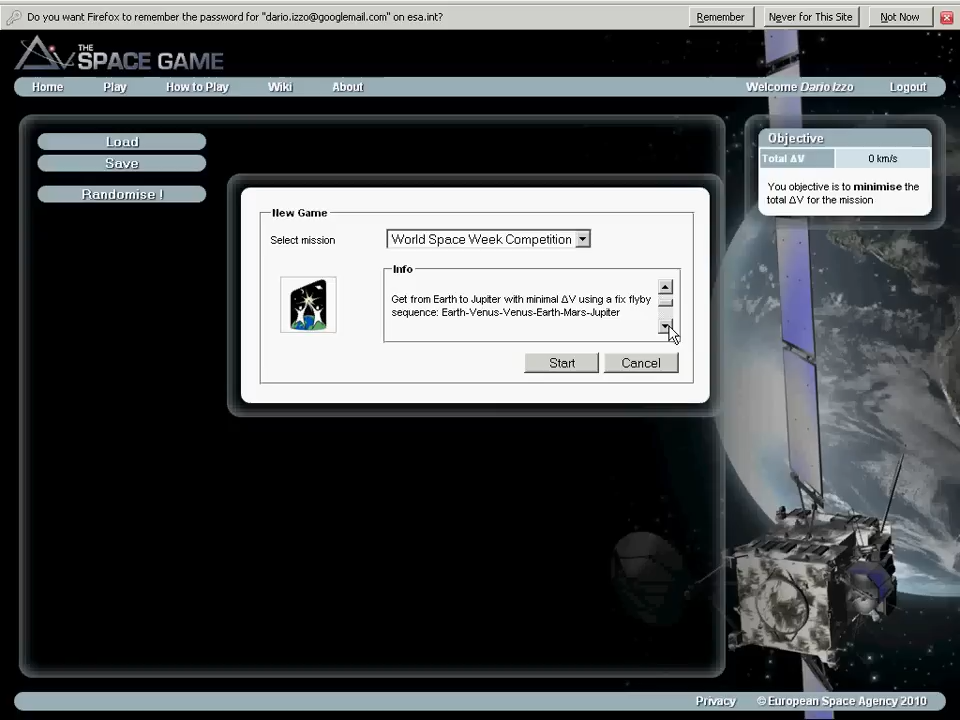 Do you want Firefox to remember the password for "dario.izzo@googlemail.com" on esa.int?
Remember
Never for This Site
Not Now
THE
SPACE GAME
Home
Play
How to Play
Wiki
About
Welcome Dario Izzo
Logout
Load
Save
Randomise !
Objective
Total ΔV
0 km/s
You objective is to minimise the
total ΔV for the mission
New Game
Select mission
World Space Week Competition
Info
Get from Earth to Jupiter with minimal ΔV using a fix flyby
sequence: Earth-Venus-Venus-Earth-Mars-Jupiter
Start
Cancel
Privacy
© European Space Agency 2010